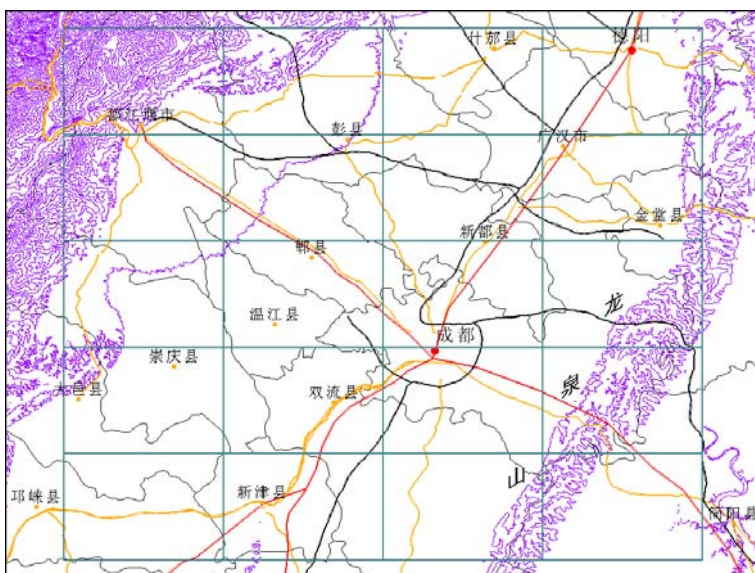 什邡县
德阳
都江堰市
彭县
广汉市
金堂县
新都县
郫县
龙
温江县
成都
崇庆县
泉
大邑县
双流县
山
邛崃县
新津县
简阳县